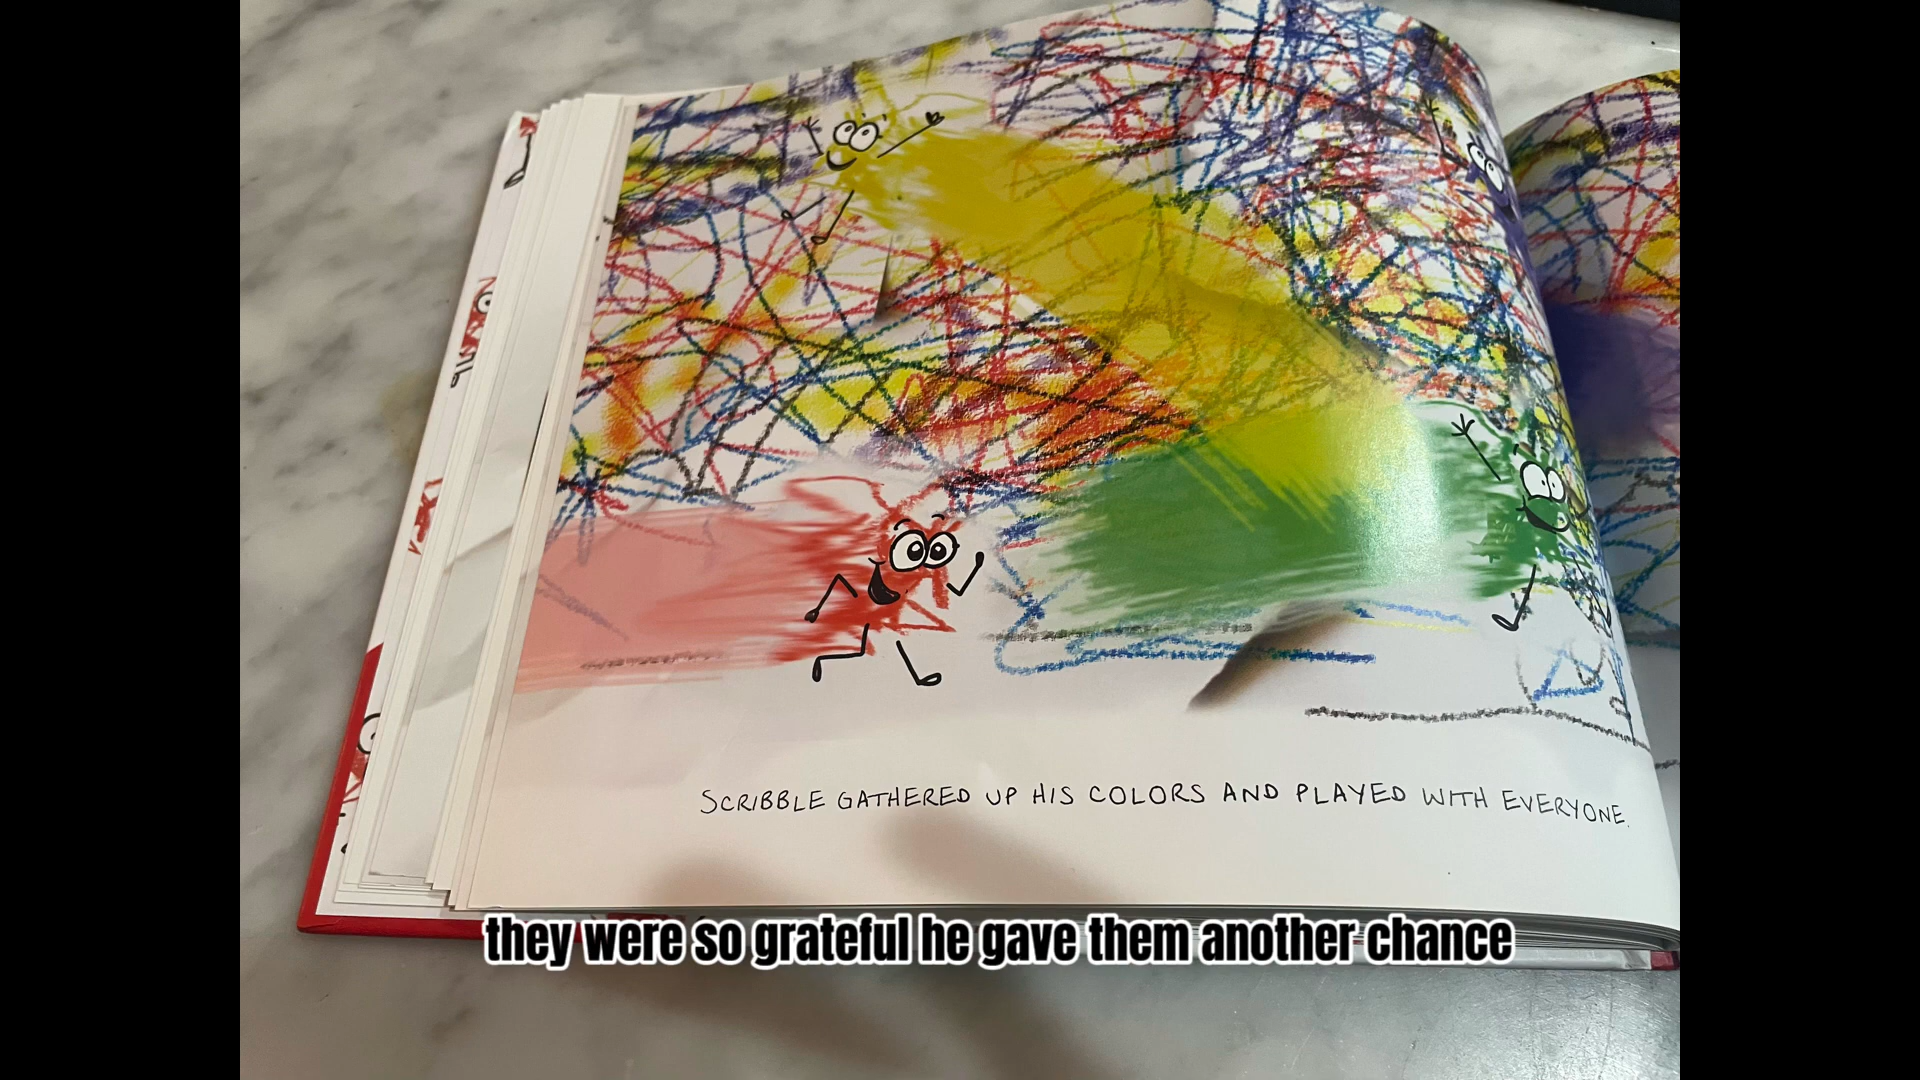 SCRIBBLE GATHERED UP HIS COLORS AND PLAYED WITH EVERYONE.
they were so grateful he gave them another chance